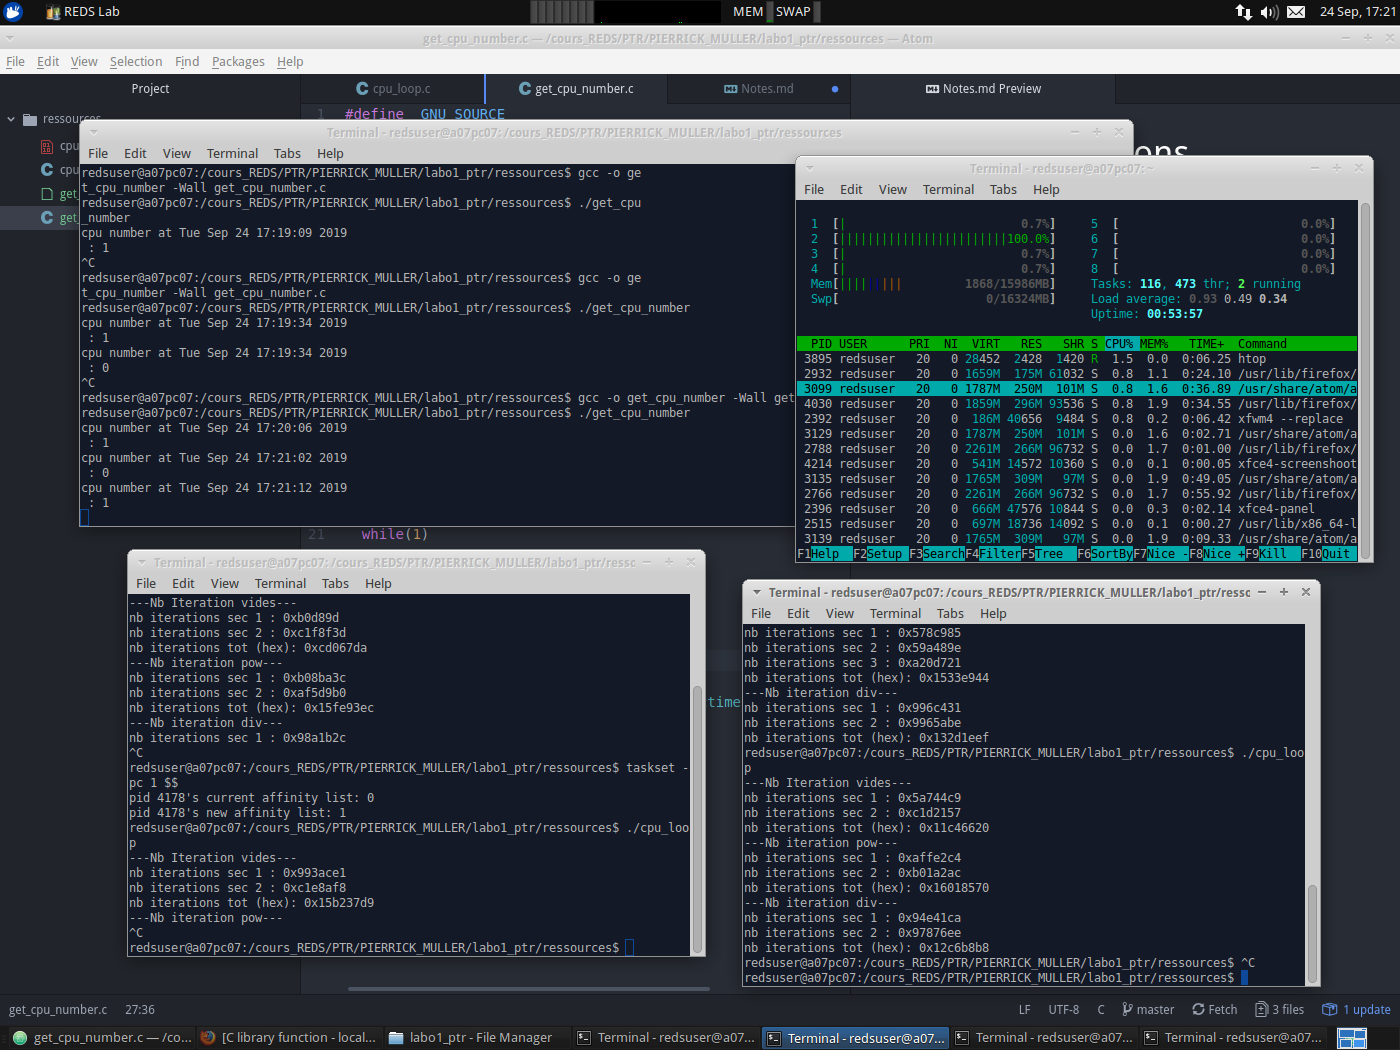 REDS Lab
MEM
SWAP
24 Sep, 17:21
get_cpu_number.c — /cours_REDS/PTR/PIERRICK_MULLER/labo1_ptr/ressources — Atom
File Edit View Selection Find Packages Help
Project
cpu_loop.c
get_cpu_number.c
Notes.md
Notes.md Preview
ressources
cpu
cpu
get_
get_
1 #define _GNU_SOURCE
ons
Terminal - redsuser@a07pc07: /cours_REDS/PTR/PIERRICK_MULLER/labo1_ptr/ressources
File Edit View Terminal Tabs Help
redsuser@a07pc07:/cours_REDS/PTR/PIERRICK_MULLER/labo1_ptr/ressources$ gcc -o ge
t_cpu_number -Wall get_cpu_number.c
redsuser@a07pc07:/cours_REDS/PTR/PIERRICK_MULLER/labo1_ptr/ressources$ ./get_cpu
_number
cpu number at Tue Sep 24 17:19:09 2019
: 1
^C
redsuser@a07pc07:/cours_REDS/PTR/PIERRICK_MULLER/labo1_ptr/ressources$ gcc -o ge
t_cpu_number -Wall get_cpu_number.c
redsuser@a07pc07:/cours_REDS/PTR/PIERRICK_MULLER/labo1_ptr/ressources$ ./get_cpu_number
cpu number at Tue Sep 24 17:19:34 2019
: 1
cpu number at Tue Sep 24 17:19:34 2019
: 0
^C
redsuser@a07pc07:/cours_REDS/PTR/PIERRICK_MULLER/labo1_ptr/ressources$ gcc -o get_cpu_number -Wall get
redsuser@a07pc07:/cours_REDS/PTR/PIERRICK_MULLER/labo1_ptr/ressources$ ./get_cpu_number
cpu number at Tue Sep 24 17:20:06 2019
: 1
cpu number at Tue Sep 24 17:21:02 2019
: 0
cpu number at Tue Sep 24 17:21:12 2019
: 1
21 while(1)
time
Terminal - redsuser@a07pc07: ~
File Edit View Terminal Tabs Help
1 [| 0.7%] 5 [ 0.0%]
2 [||||||||||||||||||||||||100.0%] 6 [ 0.0%]
3 [| 0.7%] 7 [ 0.0%]
4 [| 0.7%] 8 [ 0.0%]
Mem[||||||||| 1868/15986MB] Tasks: 116, 473 thr; 2 running
Swp[ 0/16324MB] Load average: 0.93 0.49 0.34
Uptime: 00:53:57
PID USER PRI NI VIRT RES SHR S CPU% MEM% TIME+ Command
3895 redsuser 20 0 28452 2428 1420 R 1.5 0.0 0:06.25 htop
2932 redsuser 20 0 1659M 175M 61032 S 0.8 1.1 0:24.10 /usr/lib/firefox/
3099 redsuser 20 0 1787M 250M 101M S 0.8 1.6 0:36.89 /usr/share/atom/a
4030 redsuser 20 0 1859M 296M 93536 S 0.8 1.9 0:34.55 /usr/lib/firefox/
2392 redsuser 20 0 186M 40656 9484 S 0.8 0.2 0:06.42 xfwm4 --replace
3129 redsuser 20 0 1787M 250M 101M S 0.0 1.6 0:02.71 /usr/share/atom/a
2788 redsuser 20 0 2261M 266M 96732 S 0.0 1.7 0:01.00 /usr/lib/firefox/
4214 redsuser 20 0 541M 14572 10360 S 0.0 0.1 0:00.05 xfce4-screenshoot
3135 redsuser 20 0 1765M 309M 97M S 0.0 1.9 0:49.05 /usr/share/atom/a
2766 redsuser 20 0 2261M 266M 96732 S 0.0 1.7 0:55.92 /usr/lib/firefox/
2396 redsuser 20 0 666M 47576 10844 S 0.0 0.3 0:02.14 xfce4-panel
2515 redsuser 20 0 697M 18736 14092 S 0.0 0.1 0:00.27 /usr/lib/x86_64-l
3139 redsuser 20 0 1765M 309M 97M S 0.0 1.9 0:09.33 /usr/share/atom/a
F1Help F2Setup F3SearchF4FilterF5Tree F6SortByF7Nice -F8Nice +F9Kill F10Quit
Terminal - redsuser@a07pc07: /cours_REDS/PTR/PIERRICK_MULLER/labo1_ptr/ressc
File Edit View Terminal Tabs Help
---Nb Iteration vides---
nb iterations sec 1 : 0xb0d89d
nb iterations sec 2 : 0xc1f8f3d
nb iterations tot (hex): 0xcd067da
---Nb iteration pow---
nb iterations sec 1 : 0xb08ba3c
nb iterations sec 2 : 0xaf5d9b0
nb iterations tot (hex): 0x15fe93ec
---Nb iteration div---
nb iterations sec 1 : 0x98a1b2c
^C
redsuser@a07pc07:/cours_REDS/PTR/PIERRICK_MULLER/labo1_ptr/ressources$ taskset -
pc 1 $$
pid 4178's current affinity list: 0
pid 4178's new affinity list: 1
redsuser@a07pc07:/cours_REDS/PTR/PIERRICK_MULLER/labo1_ptr/ressources$ ./cpu_loo
p
---Nb Iteration vides---
nb iterations sec 1 : 0x993ace1
nb iterations sec 2 : 0xc1e8af8
nb iterations tot (hex): 0x15b237d9
---Nb iteration pow---
^C
redsuser@a07pc07:/cours_REDS/PTR/PIERRICK_MULLER/labo1_ptr/ressources$
Terminal - redsuser@a07pc07: /cours_REDS/PTR/PIERRICK_MULLER/labo1_ptr/ressc
File Edit View Terminal Tabs Help
nb iterations sec 1 : 0x578c985
nb iterations sec 2 : 0x59a489e
nb iterations sec 3 : 0xa20d721
nb iterations tot (hex): 0x1533e944
---Nb iteration div---
nb iterations sec 1 : 0x996c431
nb iterations sec 2 : 0x9965abe
nb iterations tot (hex): 0x132d1eef
redsuser@a07pc07:/cours_REDS/PTR/PIERRICK_MULLER/labo1_ptr/ressources$ ./cpu_loo
p
---Nb Iteration vides---
nb iterations sec 1 : 0x5a744c9
nb iterations sec 2 : 0xc1d2157
nb iterations tot (hex): 0x11c46620
---Nb iteration pow---
nb iterations sec 1 : 0xaffe2c4
nb iterations sec 2 : 0xb01a2ac
nb iterations tot (hex): 0x16018570
---Nb iteration div---
nb iterations sec 1 : 0x94e41ca
nb iterations sec 2 : 0x97876ee
nb iterations tot (hex): 0x12c6b8b8
redsuser@a07pc07:/cours_REDS/PTR/PIERRICK_MULLER/labo1_ptr/ressources$ ^C
redsuser@a07pc07:/cours_REDS/PTR/PIERRICK_MULLER/labo1_ptr/ressources$
get_cpu_number.c 27:36
LF UTF-8 C master Fetch 3 files 1 update
get_cpu_number.c — /co...
[C library function - local...
labo1_ptr - File Manager
Terminal - redsuser@a07...
Terminal - redsuser@a07...
Terminal - redsuser@a07...
Terminal - redsuser@a07...